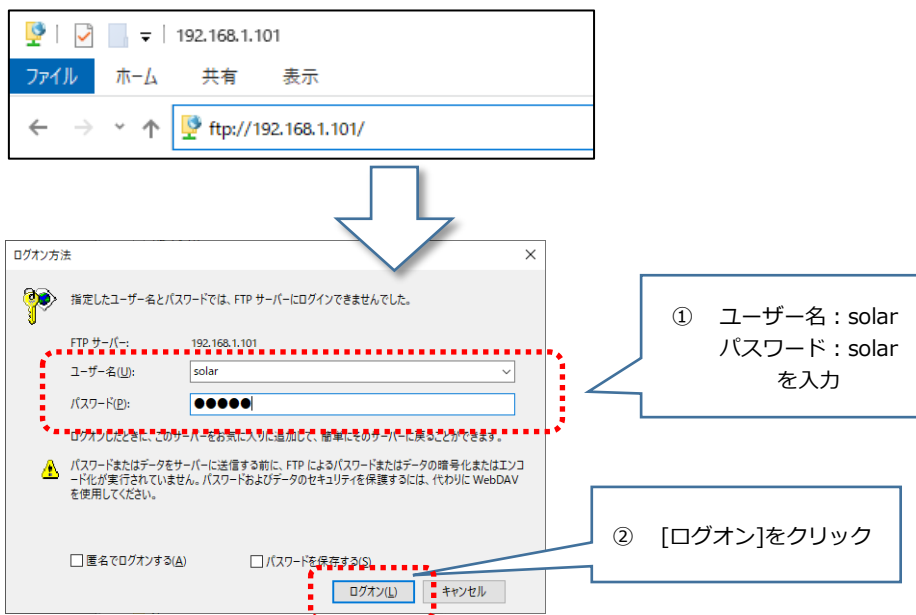 192.168.1.101
ファイル ホーム 共有 表示
ftp://192.168.1.101/
ログオン方法
指定したユーザー名とパスワードでは、FTP サーバーにログインできませんでした。
FTP サーバー: 192.168.1.101
ユーザー名(U): solar
パスワード(P): ●●●●●
ログオンしたときに、このサーバーをお気に入りに追加して、簡単にそのサーバーに戻ることができます。
パスワードまたはデータをサーバーに送信する前に、FTP によるパスワードまたはデータの暗号化またはエンコ
ード化が実行されていません。パスワードおよびデータのセキュリティを保護するには、代わりに WebDAV
を使用してください。
匿名でログオンする(A) パスワードを保存する(S)
ログオン(L) キャンセル
① ユーザー名:solar
パスワード:solar
を入力
② [ログオン]をクリック